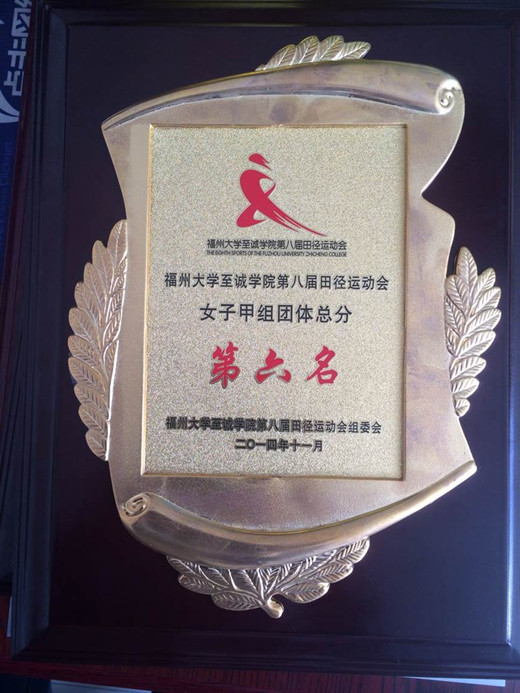 福州大学至诚学院第八届田径运动会
THE EIGHTH SPORTS OF THE FUZHOU UNIVERSITY ZHICHENG COLLEGE
福州大学至诚学院第八届田径运动会
女子甲组团体总分
第六名
福州大学至诚学院第八届田径运动会组委会
二〇一四年十一月